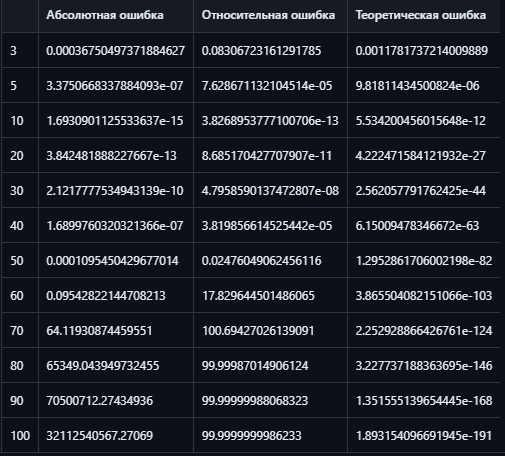 Абсолютная ошибка Относительная ошибка Теоретическая ошибка
3 0.00036750497371884627 0.08306723161291785 0.0011781737214009889
5 3.3750668337884093e-07 7.628671132104514e-05 9.81811434500824e-06
10 1.6930901125533637e-15 3.8268953777100706e-13 5.534200456015648e-12
20 3.842481888227667e-13 8.685170427707907e-11 4.222471584121932e-27
30 2.1217777534943139e-10 4.7958590137472807e-08 2.562057791762425e-44
40 1.6899760320321366e-07 3.819856614525442e-05 6.15009478346672e-63
50 0.0001095450429677014 0.02476049062456116 1.2952861706002198e-82
60 0.09542822144708213 17.829644501486065 3.865504082151066e-103
70 64.11930874459551 100.69427026139091 2.252928866426761e-124
80 65349.043949732455 99.99987014906124 3.227737188363695e-146
90 70500712.27434936 99.99999988068323 1.351555139654445e-168
100 32112540567.27069 99.9999999986233 1.893154096691945e-191